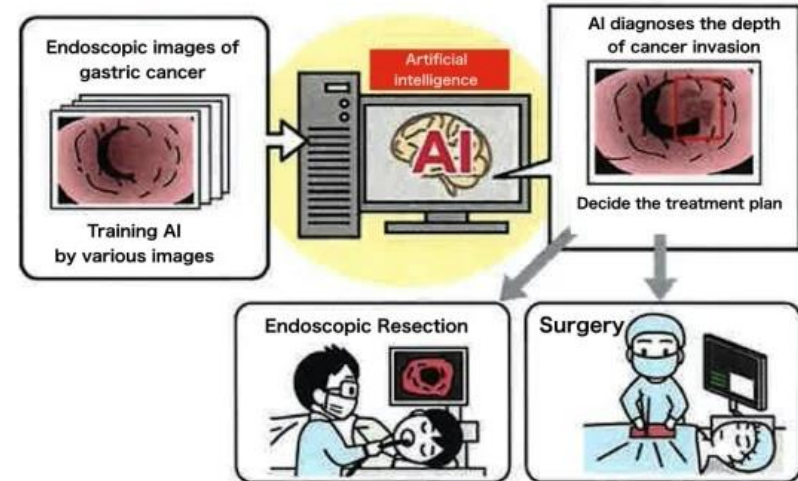 Endoscopic images of
gastric cancer
Training AI
by various images
Artificial
intelligence
AI
AI diagnoses the depth
of cancer invasion
Decide the treatment plan
Endoscopic Resection
Surgery